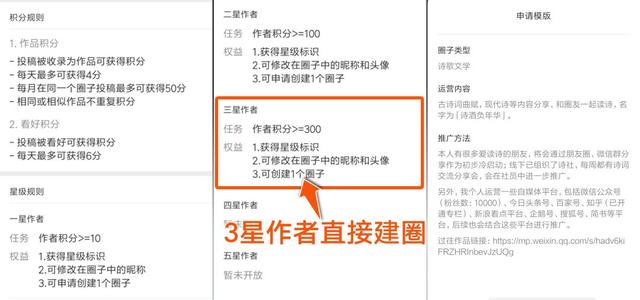 积分规则
1. 作品积分
- 投稿被收录为作品可获得积分
- 每天最多可获得4分
- 每月在同一个圈子投稿最多可获得50分
- 相同或相似作品不重复积分
2. 看好积分
- 投稿被看好可获得积分
- 每天最多可获得6分
星级规则
一星作者
任务 作者积分>=10
权益 1.获得星级标识
2.可修改在圈子中的昵称
3.可申请创建1个圈子
二星作者
任务 作者积分>=100
权益 1.获得星级标识
2.可修改在圈子中的昵称和头像
3.可申请创建1个圈子
三星作者
任务 作者积分>=300
权益 1.获得星级标识
2.可修改在圈子中的昵称和头像
3.可创建1个圈子
四星作者
3星作者直接建圈
五星作者
暂未开放
申请模版
圈子类型
诗歌文学
运营内容
古诗词曲赋,现代诗等内容分享,和圈友一起读诗,名
字为【诗酒负年华】。
推广方法
本人有很多爱读诗的朋友,将会通过朋友圈、微信群分
享作为初步冷启动;线下已组织了诗社,每周都有诗词
交流分享会,会在社员中进一步推广。
另外,我个人运营一些自媒体平台,包括微信公众号
(粉丝数:10000)、今日头条号、百家号、知乎(已开
通专栏)、新浪看点平台、企鹅号、搜狐号、简书等平
台,后续也会结合这些平台进行推广。
过往作品链接:https://mp.weixin.qq.com/s/hadv6ki
FRZHRInbevJzUQg